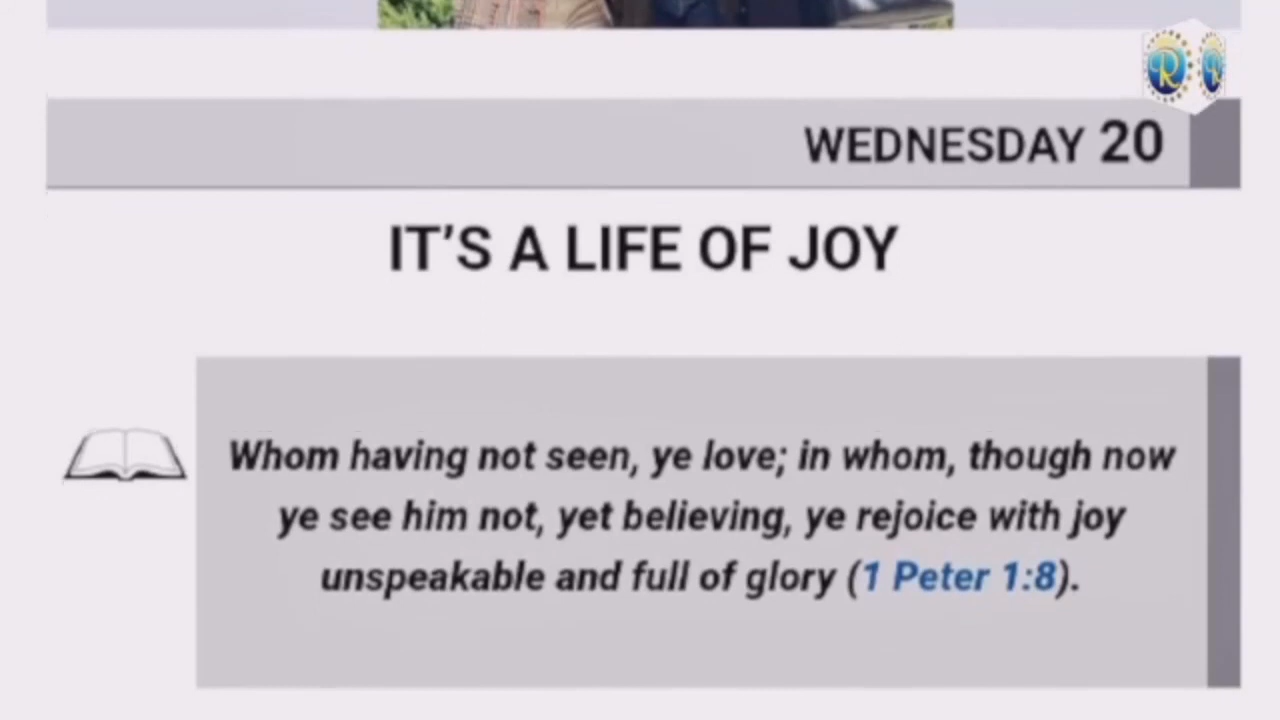 WEDNESDAY 20
IT'S A LIFE OF JOY
Whom having not seen, ye love; in whom, though now
ye see him not, yet believing, ye rejoice with joy
unspeakable and full of glory (1 Peter 1:8).
R R